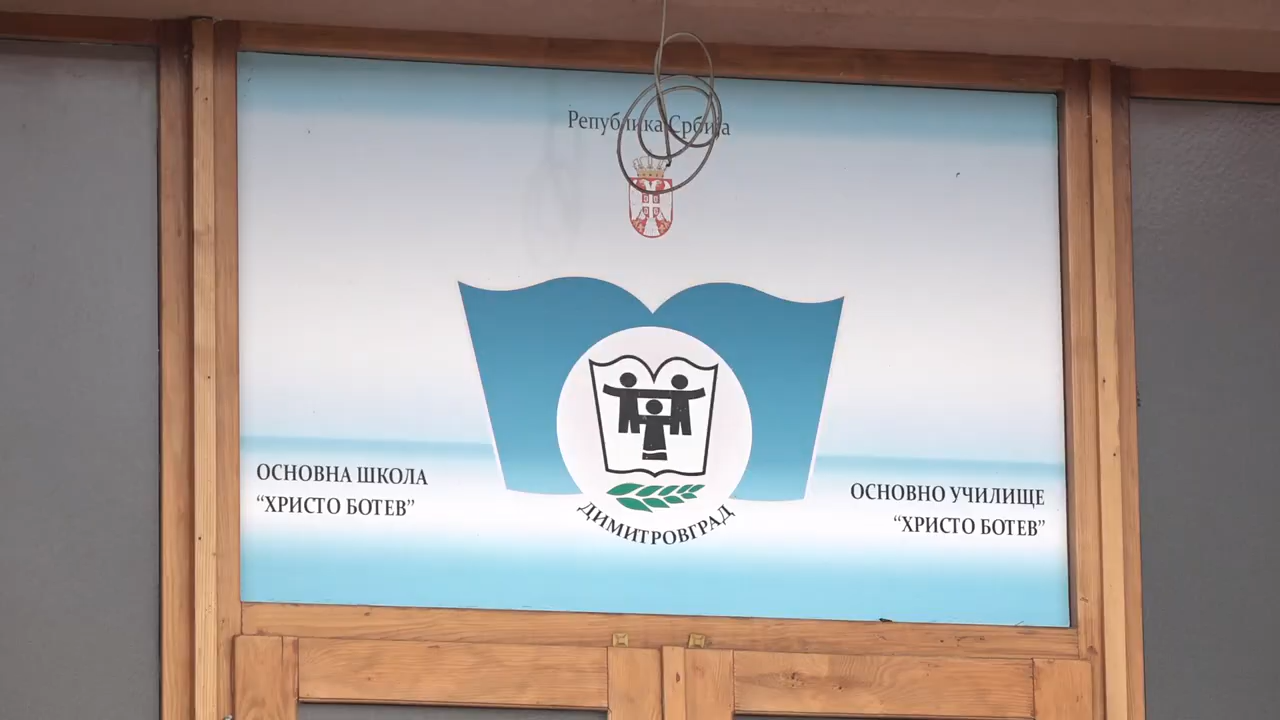 Република Србија
ОСНОВНА ШКОЛА
“ХРИСТО БОТЕВ”
ДИМИТРОВГРАД
ОСНОВНО УЧИЛИЩЕ
“ХРИСТО БОТЕВ”